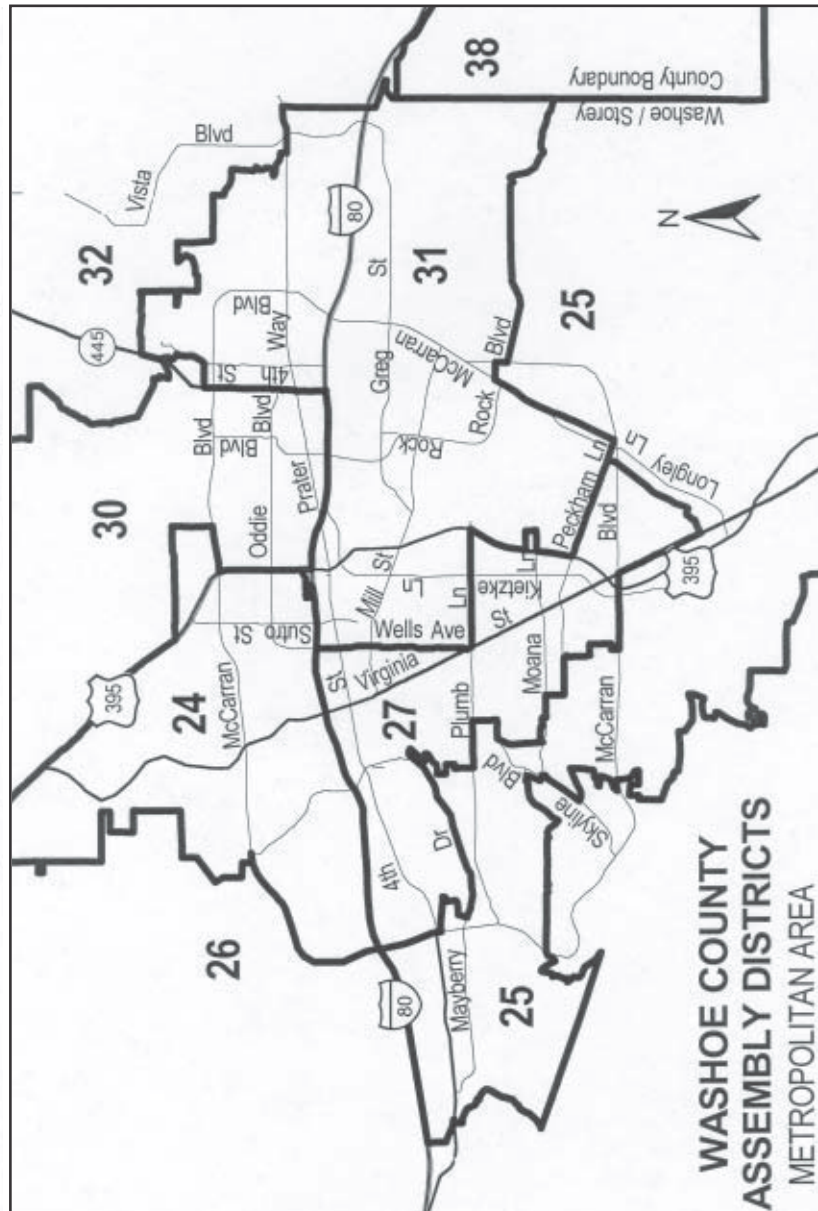 WASHOE COUNTY
ASSEMBLY DISTRICTS
METROPOLITAN AREA
N
26
24
30
32
38
25
27
31
25
395
McCarran
Sutro St
Oddie
Blvd
Blvd
Blvd
Blvd
4th St
445
Vista
Blvd
Way
Prater
80
County Boundary
Washoe / Storey
St
Greg
McCarran
Blvd
Rock
Rock
80
Mayberry
Dr
4th
St
Virginia
Wells Ave
Mill St
Ln
Ln
Plumb
Kietzke
Ln
Moana
St
Peckham Ln
Longley Ln
Blvd
McCarran
395
Blvd
Skyline